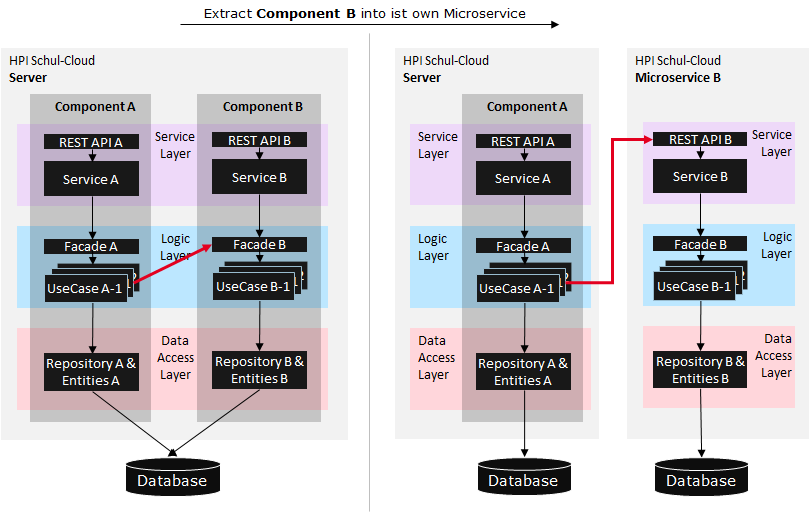 Extract Component B into ist own Microservice
HPI Schul-Cloud
Server
Component A
Component B
REST API A
REST API B
Service
Layer
Service A
Service B
Facade A
Logic
Layer
Facade B
UseCase A-1
UseCase B-1
2
Data
Access
Layer
Repository A &
Entities A
Repository B &
Entities B
Database
HPI Schul-Cloud
Server
Component A
Service
Layer
REST API A
Service A
Logic
Layer
Facade A
UseCase A-1
Data
Access
Layer
Repository A &
Entities A
Database
HPI Schul-Cloud
Microservice B
REST API B
Service
Layer
Service B
Facade B
Logic
Layer
UseCase B-1
Data
Access
Layer
Repository B &
Entities B
Database